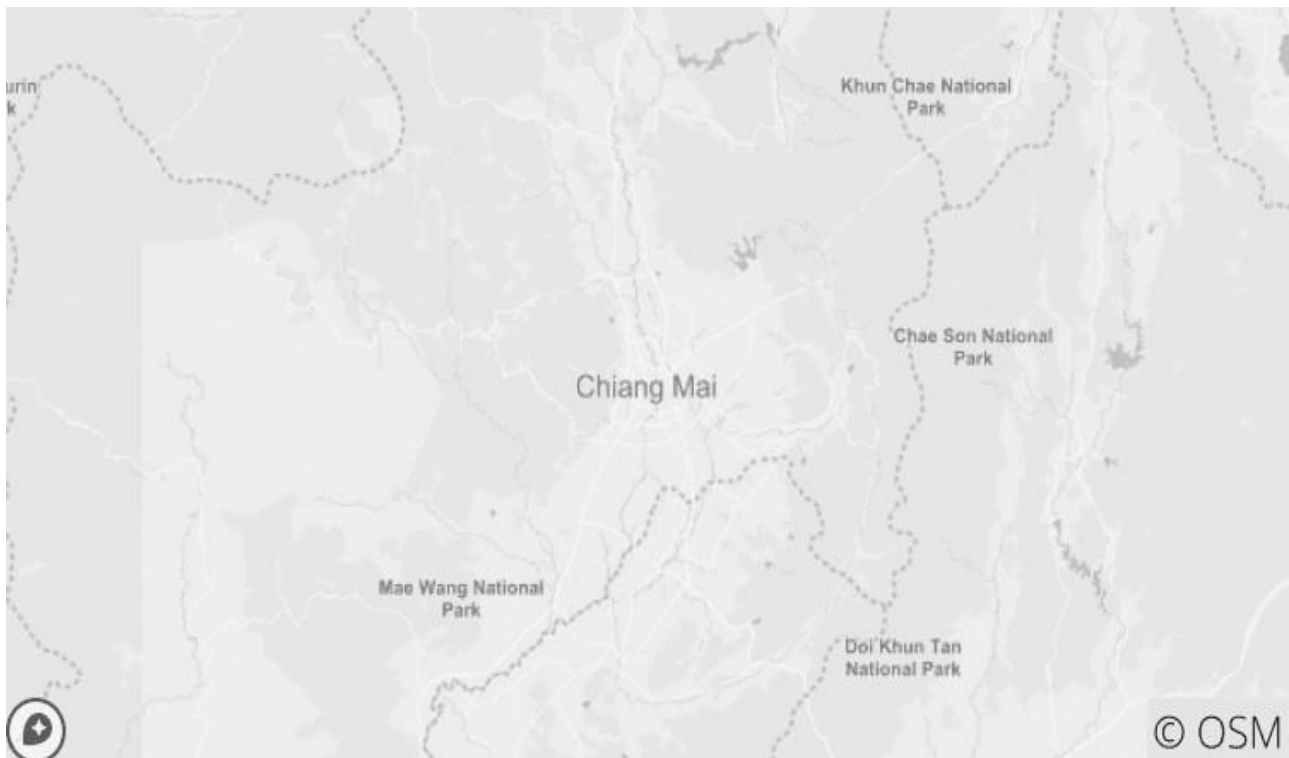 urin
k
Khun Chae National
Park
Chae Son National
Park
Chiang Mai
Mae Wang National
Park
Doi Khun Tan
National Park
© OSM